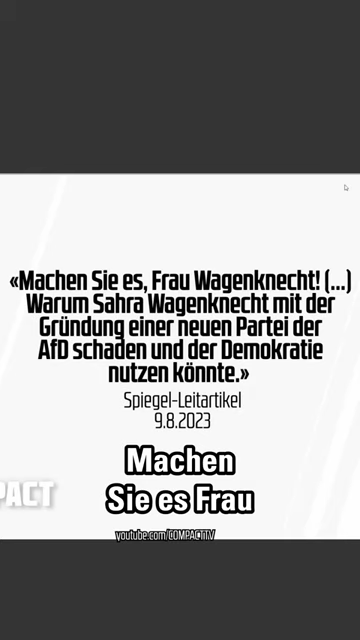 «Machen Sie es, Frau Wagenknecht! (...)
Warum Sahra Wagenknecht mit der
Gründung einer neuen Partei der
AfD schaden und der Demokratie
nutzen könnte.»
Spiegel-Leitartikel
9.8.2023
Machen
Sie es Frau
PACT
youtube.com/COMPACTTV